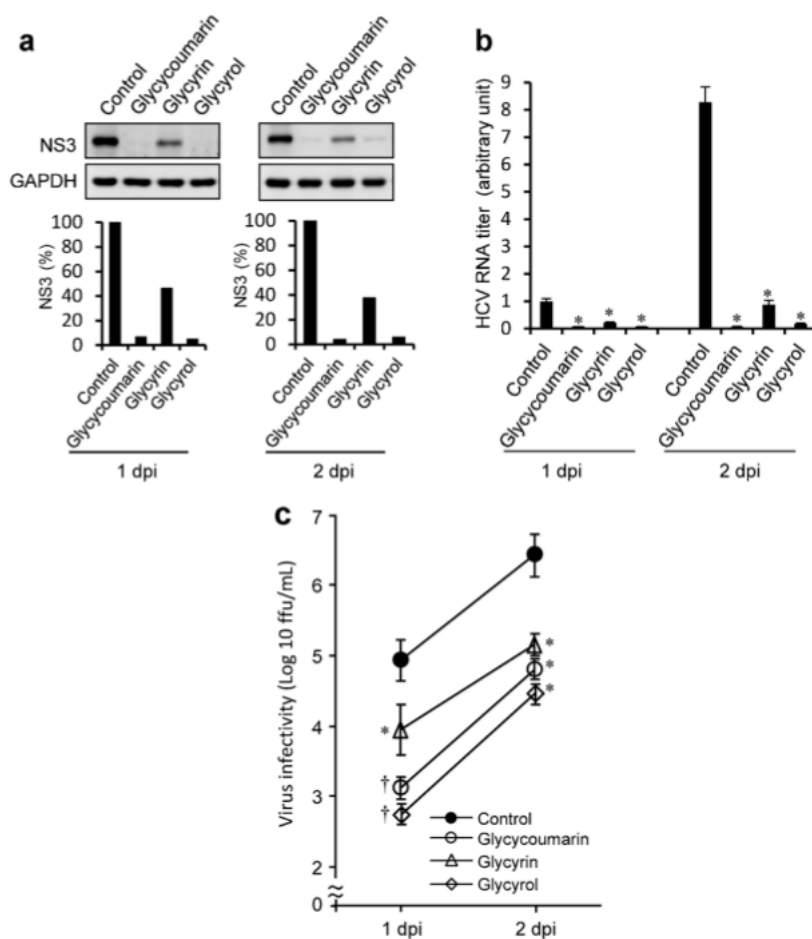 a
Control
Glycycoumarin
Glycyrin
Glycyrol
Control
Glycycoumarin
Glycyrin
Glycyrol
NS3
GAPDH
NS3 (%)
100
80
60
40
20
0
Control
Glycycoumarin
Glycyrin
Glycyrol
1 dpi
NS3 (%)
100
80
60
40
20
0
Control
Glycycoumarin
Glycyrin
Glycyrol
2 dpi
b
HCV RNA titer (arbitrary unit)
9
8
7
6
5
4
3
2
1
0
* * *
* * *
Control
Glycycoumarin
Glycyrin
Glycyrol
1 dpi
Control
Glycycoumarin
Glycyrin
Glycyrol
2 dpi
c
Virus infectivity (Log 10 ffu/mL)
7
6
5
4
3
2
0
*
†
†
*
*
*
Control
Glycycoumarin
Glycyrin
Glycyrol
1 dpi
2 dpi